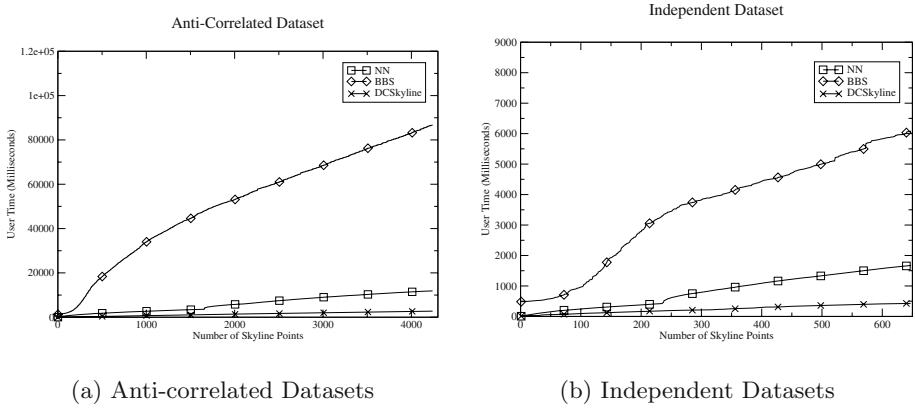 Anti-Correlated Dataset
1.2e+05
1e+05
80000
60000
40000
20000
0
User Time (Milliseconds)
NN
BBS
DCSkyline
0 1000 2000 3000 4000
Number of Skyline Points
(a) Anti-correlated Datasets
Independent Dataset
9000
8000
7000
6000
5000
4000
3000
2000
1000
0
User Time (Milliseconds)
NN
BBS
DCSkyline
0 100 200 300 400 500 600
Number of Skyline Points
(b) Independent Datasets